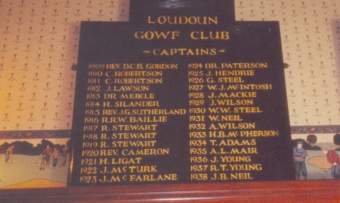 LOUDOUN
GOWF CLUB
~CAPTAINS~
1909 REV. D.C.B. GORDON
1910 C. ROBERTSON
1911 C. ROBERTSON
1912 J. LAWSON
1913 DR. MEIKLE
1914 H. SILANDER
1915 REV. J.G. SUTHERLAND
1916 R.R.W. BAILLIE
1917 R. STEWART
1918 R. STEWART
1919 R. STEWART
1920 REV. CAMERON
1921 H. LIGAT
1922 J. McTURK
1923 J. McFARLANE
1924 DR. PATERSON
1925 J. HENDRIE
1926 G. STEEL
1927 W. J. McINTOSH
1928 J. MACKIE
1929 J. WILSON
1930 W.W. STEEL
1931 W. NEIL
1932 A. WILSON
1933 H.B. McPHERSON
1934 T. ADAMS
1935 A.L. MAIR
1936 J. YOUNG
1937 R.T. YOUNG
1938 J.B. NEIL